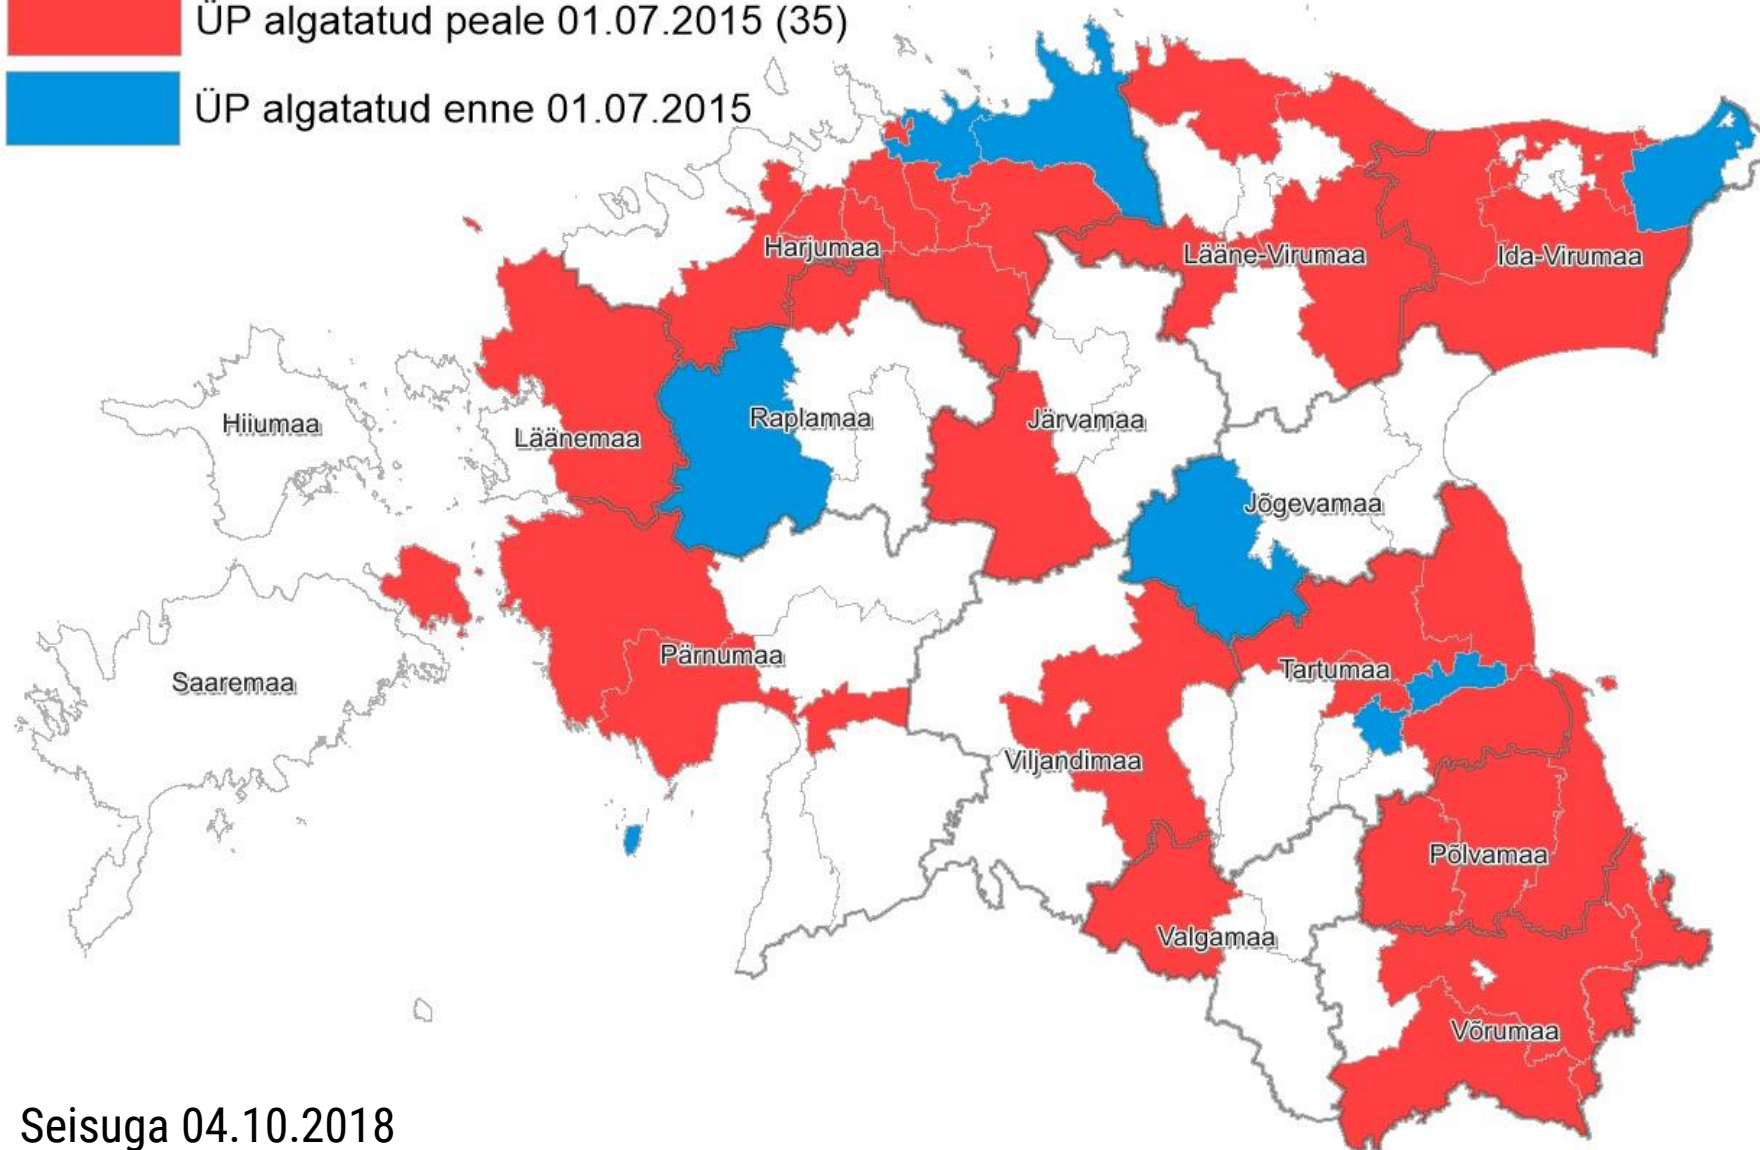 ÜP algatatud peale 01.07.2015 (35)
ÜP algatatud enne 01.07.2015
Harjumaa
Lääne-Virumaa
Ida-Virumaa
Hiiumaa
Läänemaa
Raplamaa
Järvamaa
Jõgevamaa
Saaremaa
Pärnumaa
Tartumaa
Viljandimaa
Põlvamaa
Valgamaa
Võrumaa
Seisuga 04.10.2018